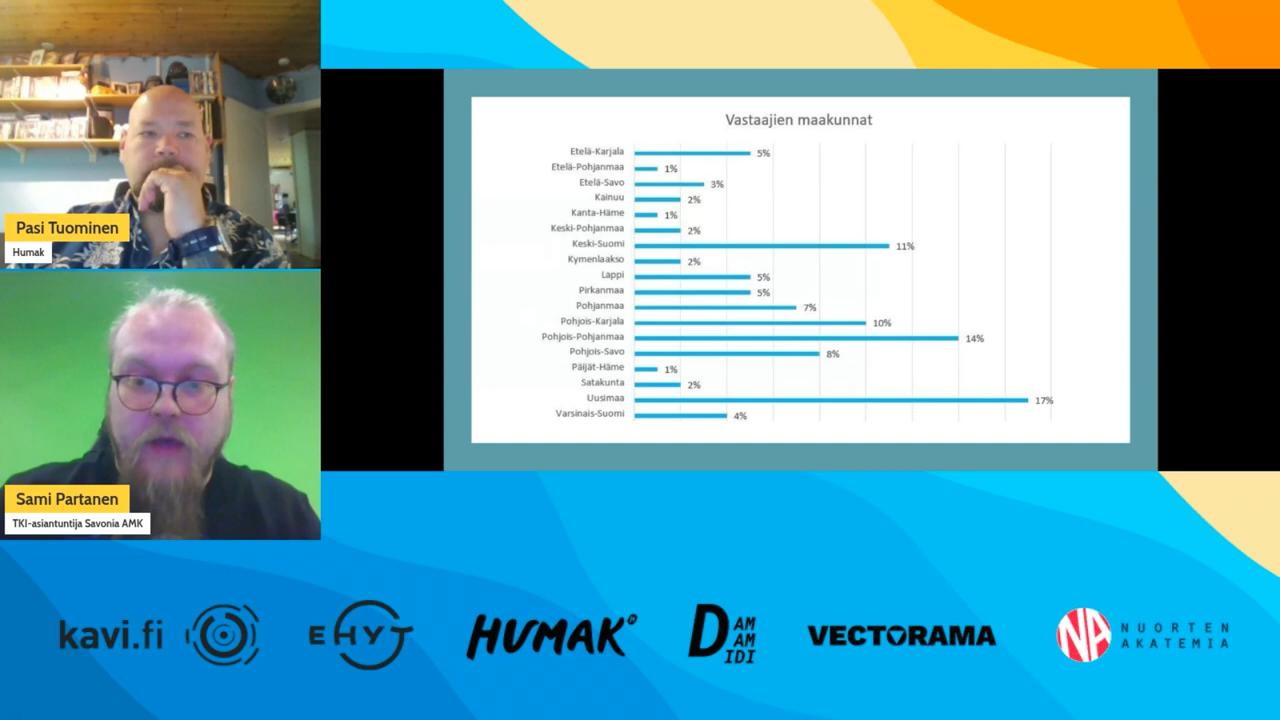 Pasi Tuominen
Humak
Sami Partanen
TKI-asiantuntija Savonia AMK
Vastaajien maakunnat
Etelä-Karjala 5%
Etelä-Pohjanmaa 1%
Etelä-Savo 3%
Kainuu 2%
Kanta-Häme 1%
Keski-Pohjanmaa 2%
Keski-Suomi 11%
Kymenlaakso 2%
Lappi 5%
Pirkanmaa 5%
Pohjanmaa 7%
Pohjois-Karjala 10%
Pohjois-Pohjanmaa 14%
Pohjois-Savo 8%
Päijät-Häme 1%
Satakunta 2%
Uusimaa 17%
Varsinais-Suomi 4%
kavi.fi
EHYT
HUMAK
DAM
AM
IDI
VECTORAMA
NA NUORTEN
AKATEMIA